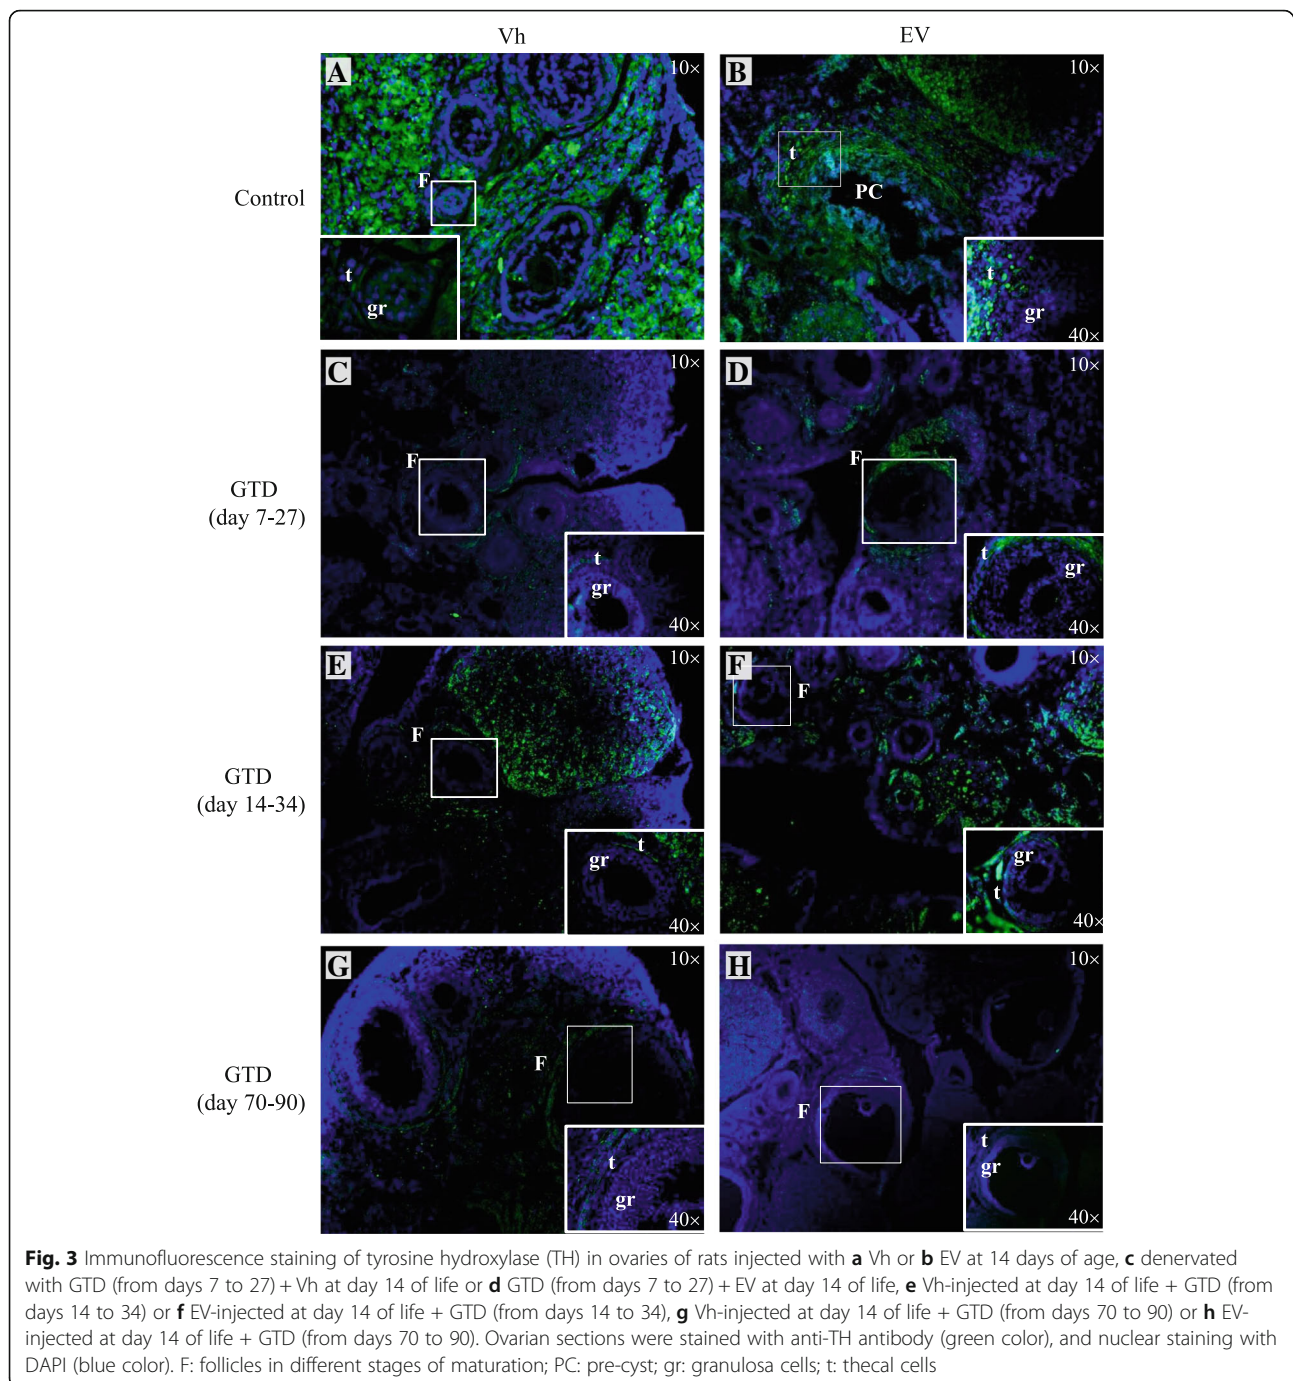 Vh EV
Control
A 10×
F
t
gr
B 10×
t
PC
t
gr
40×
GTD
(day 7-27)
C 10×
F
t
gr
40×
D 10×
F
t
gr
40×
GTD
(day 14-34)
E 10×
F
t
gr
40×
F 10×
F
gr
t
40×
GTD
(day 70-90)
G 10×
F
t
gr
40×
H 10×
F
t
gr
40×
Fig. 3 Immunofluorescence staining of tyrosine hydroxylase (TH) in ovaries of rats injected with a Vh or b EV at 14 days of age, c denervated
with GTD (from days 7 to 27) + Vh at day 14 of life or d GTD (from days 7 to 27) + EV at day 14 of life, e Vh-injected at day 14 of life + GTD (from
days 14 to 34) or f EV-injected at day 14 of life + GTD (from days 14 to 34), g Vh-injected at day 14 of life + GTD (from days 70 to 90) or h EV-
injected at day 14 of life + GTD (from days 70 to 90). Ovarian sections were stained with anti-TH antibody (green color), and nuclear staining with
DAPI (blue color). F: follicles in different stages of maturation; PC: pre-cyst; gr: granulosa cells; t: thecal cells